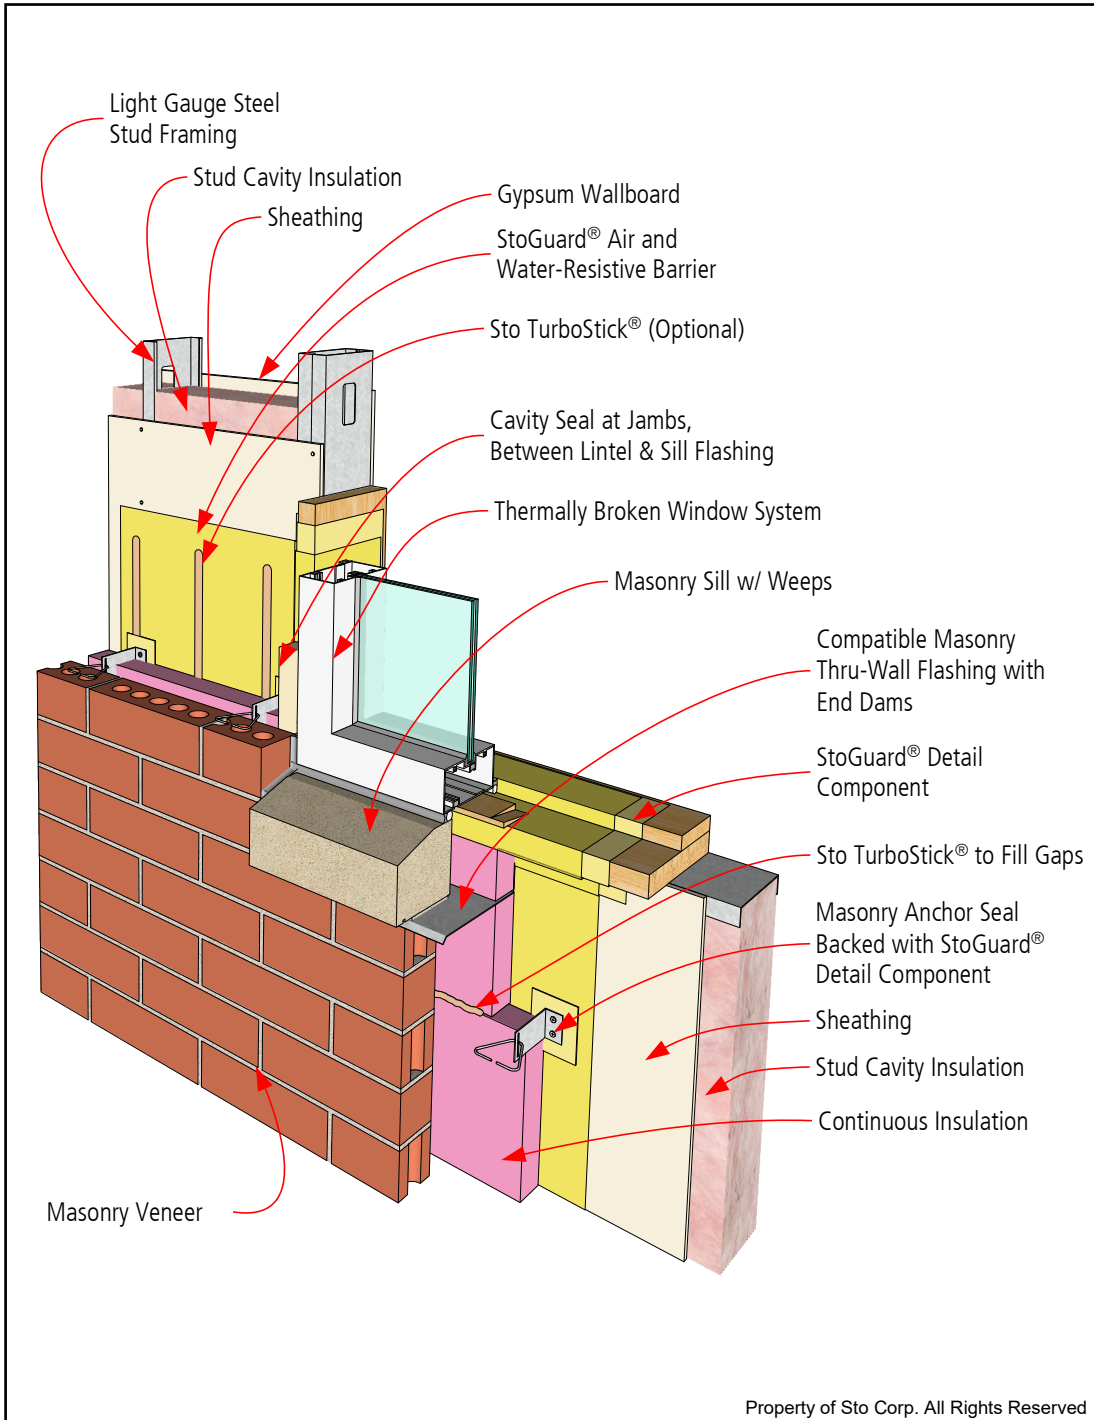 Light Gauge Steel
Stud Framing
Stud Cavity Insulation
Sheathing
Gypsum Wallboard
StoGuard® Air and
Water-Resistive Barrier
Sto TurboStick® (Optional)
Cavity Seal at Jambs,
Between Lintel & Sill Flashing
Thermally Broken Window System
Masonry Sill w/ Weeps
Compatible Masonry
Thru-Wall Flashing with
End Dams
StoGuard® Detail
Component
Sto TurboStick® to Fill Gaps
Masonry Anchor Seal
Backed with StoGuard®
Detail Component
Sheathing
Stud Cavity Insulation
Continuous Insulation
Masonry Veneer
Property of Sto Corp. All Rights Reserved